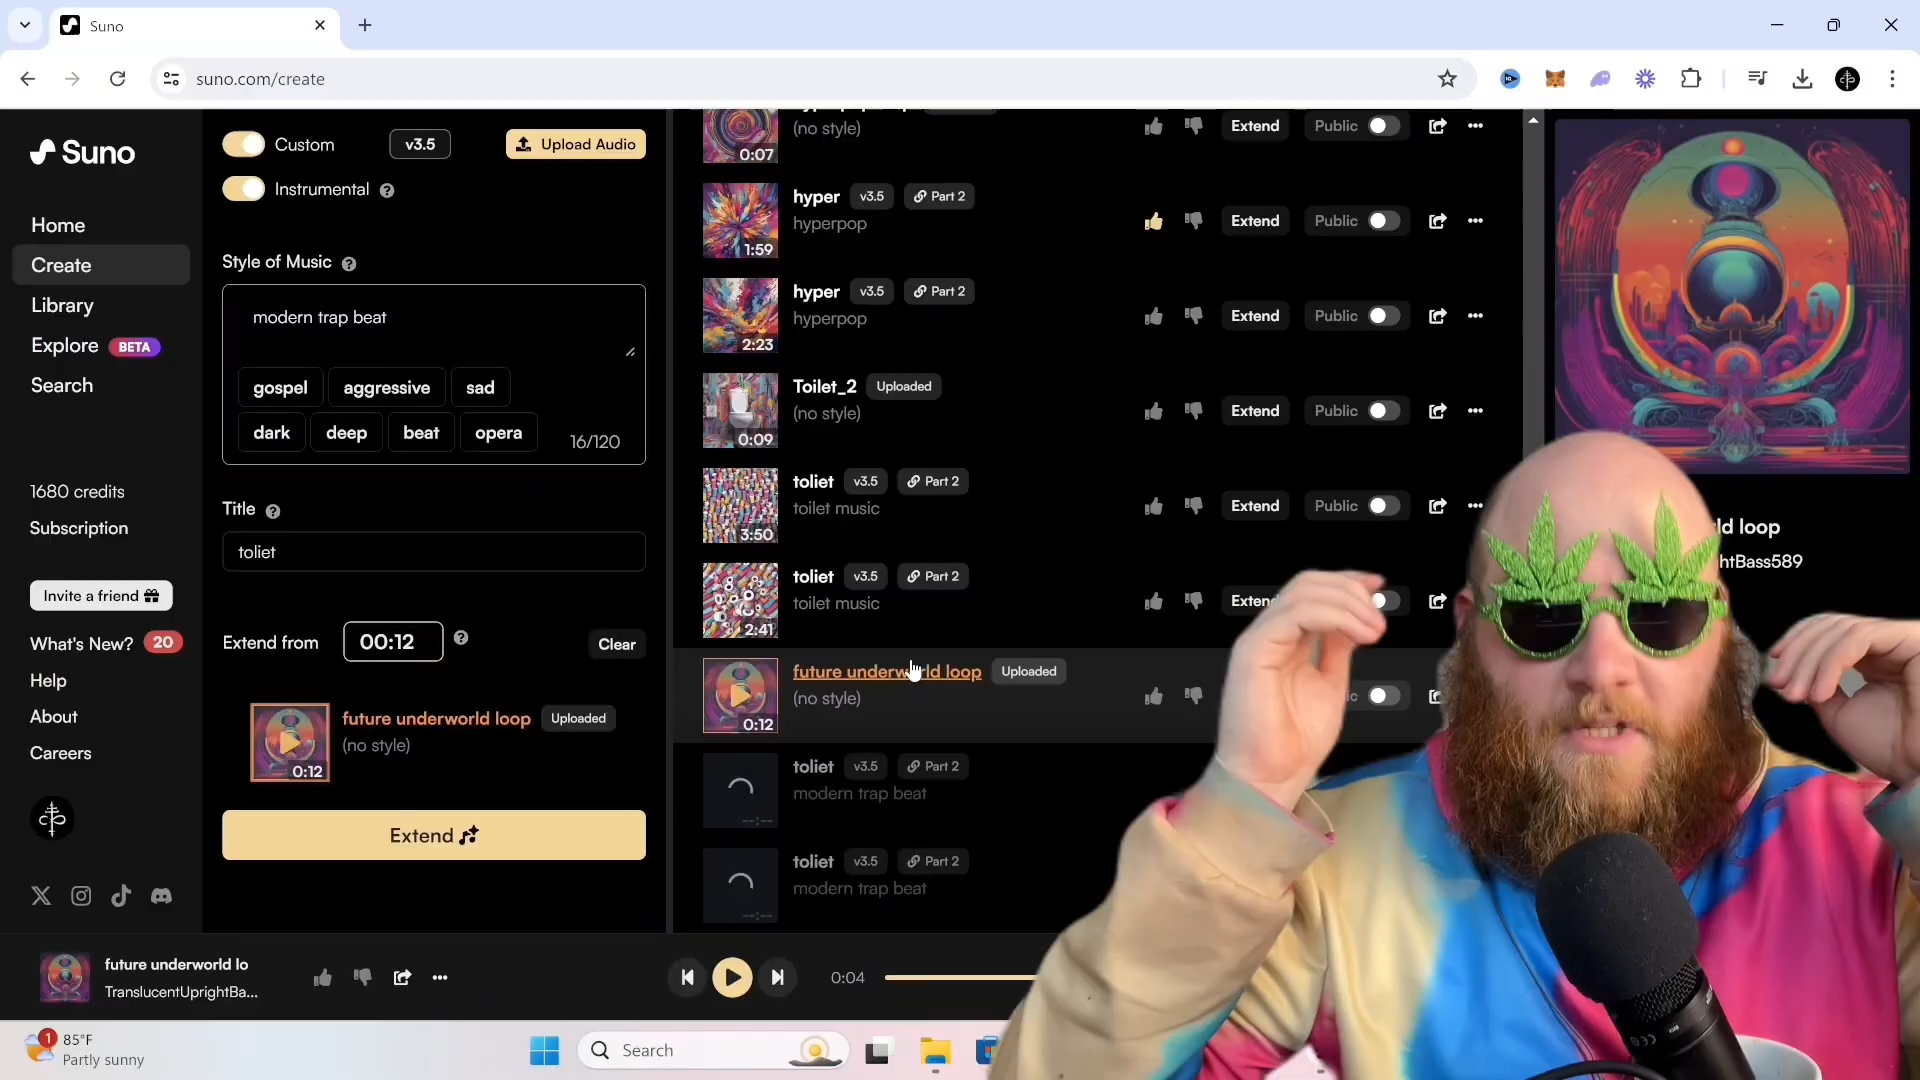 Suno
suno.com/create
Suno
Home
Create
Library
Explore BETA
Search
1680 credits
Subscription
Invite a friend
What's New? 20
Help
About
Careers
Custom
v3.5
Upload Audio
Instrumental
Style of Music
modern trap beat
gospel
aggressive
sad
dark
deep
beat
opera
16/120
Title
toliet
Extend from
00:12
Clear
future underworld loop
Uploaded
(no style)
0:12
Extend
(no style)
0:07
Extend
Public
hyper v3.5 Part 2
hyperpop
1:59
Extend
Public
hyper v3.5 Part 2
hyperpop
2:23
Extend
Public
Toilet_2 Uploaded
(no style)
0:09
Extend
Public
toliet v3.5 Part 2
toilet music
3:50
Extend
Public
toliet v3.5 Part 2
toilet music
2:41
Exten
future underworld loop Uploaded
(no style)
0:12
ic
toliet v3.5 Part 2
modern trap beat
toliet v3.5 Part 2
modern trap beat
ld loop
htBass589
future underworld lo
TranslucentUprightBa...
0:04
1
85°F
Partly sunny
Search